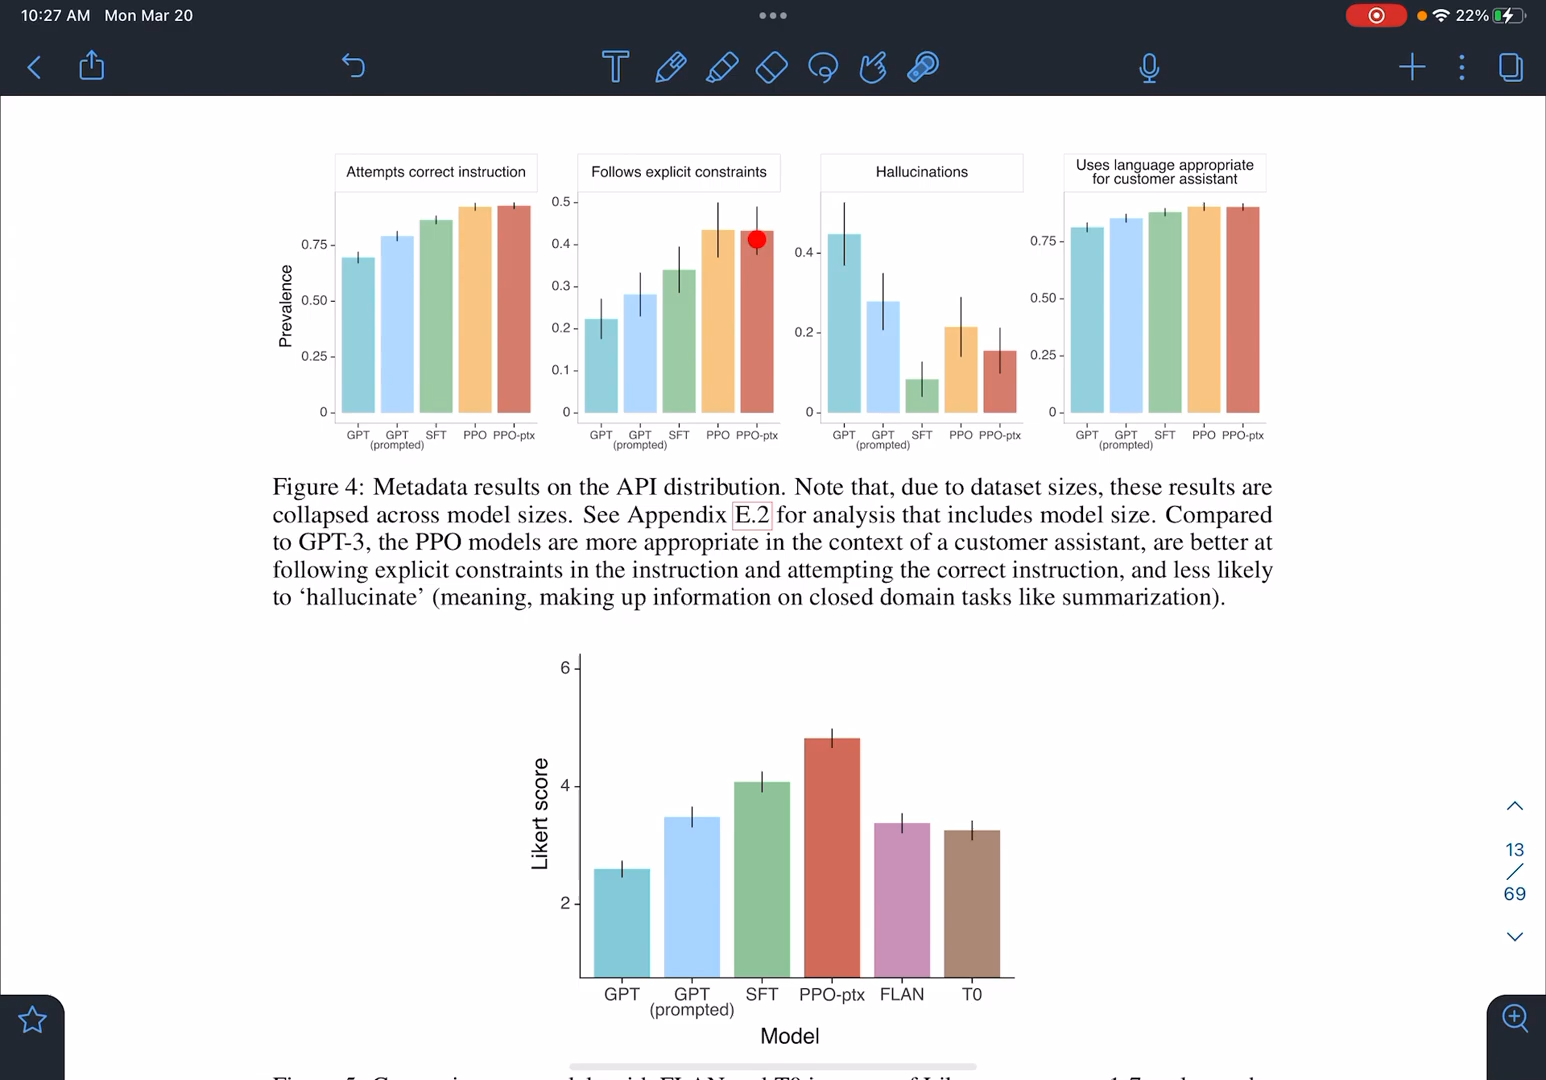 10:27 AM Mon Mar 20
22%
Attempts correct instruction
Follows explicit constraints
Hallucinations
Uses language appropriate
for customer assistant
Prevalence
0.75
0.50
0.25
0
GPT GPT SFT PPO PPO-ptx
(prompted)
0.5
0.4
0.3
0.2
0.1
0
GPT GPT SFT PPO PPO-ptx
(prompted)
0.4
0.2
0
GPT GPT SFT PPO PPO-ptx
(prompted)
0.75
0.50
0.25
0
GPT GPT SFT PPO PPO-ptx
(prompted)
Figure 4: Metadata results on the API distribution. Note that, due to dataset sizes, these results are
collapsed across model sizes. See Appendix E.2 for analysis that includes model size. Compared
to GPT-3, the PPO models are more appropriate in the context of a customer assistant, are better at
following explicit constraints in the instruction and attempting the correct instruction, and less likely
to ‘hallucinate’ (meaning, making up information on closed domain tasks like summarization).
Likert score
6
4
2
GPT GPT SFT PPO-ptx FLAN T0
(prompted)
Model
13
69